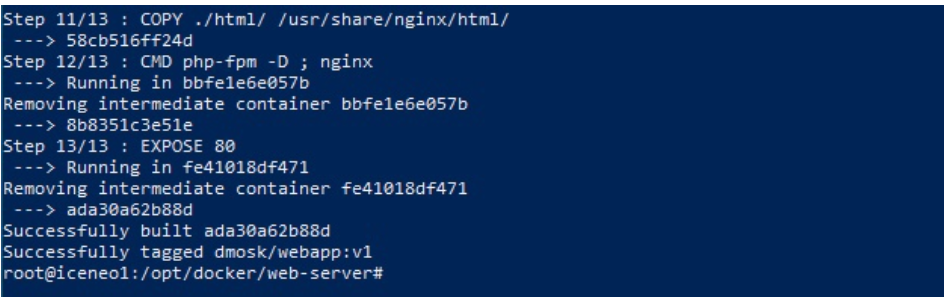 Step 11/13 : COPY ./html/ /usr/share/nginx/html/
 ---> 58cb516ff24d
Step 12/13 : CMD php-fpm -D ; nginx
 ---> Running in bbfe1e6e057b
Removing intermediate container bbfe1e6e057b
 ---> 8b8351c3e51e
Step 13/13 : EXPOSE 80
 ---> Running in fe41018df471
Removing intermediate container fe41018df471
 ---> ada30a62b88d
Successfully built ada30a62b88d
Successfully tagged dmosk/webapp:v1
root@iceneo1:/opt/docker/web-server#